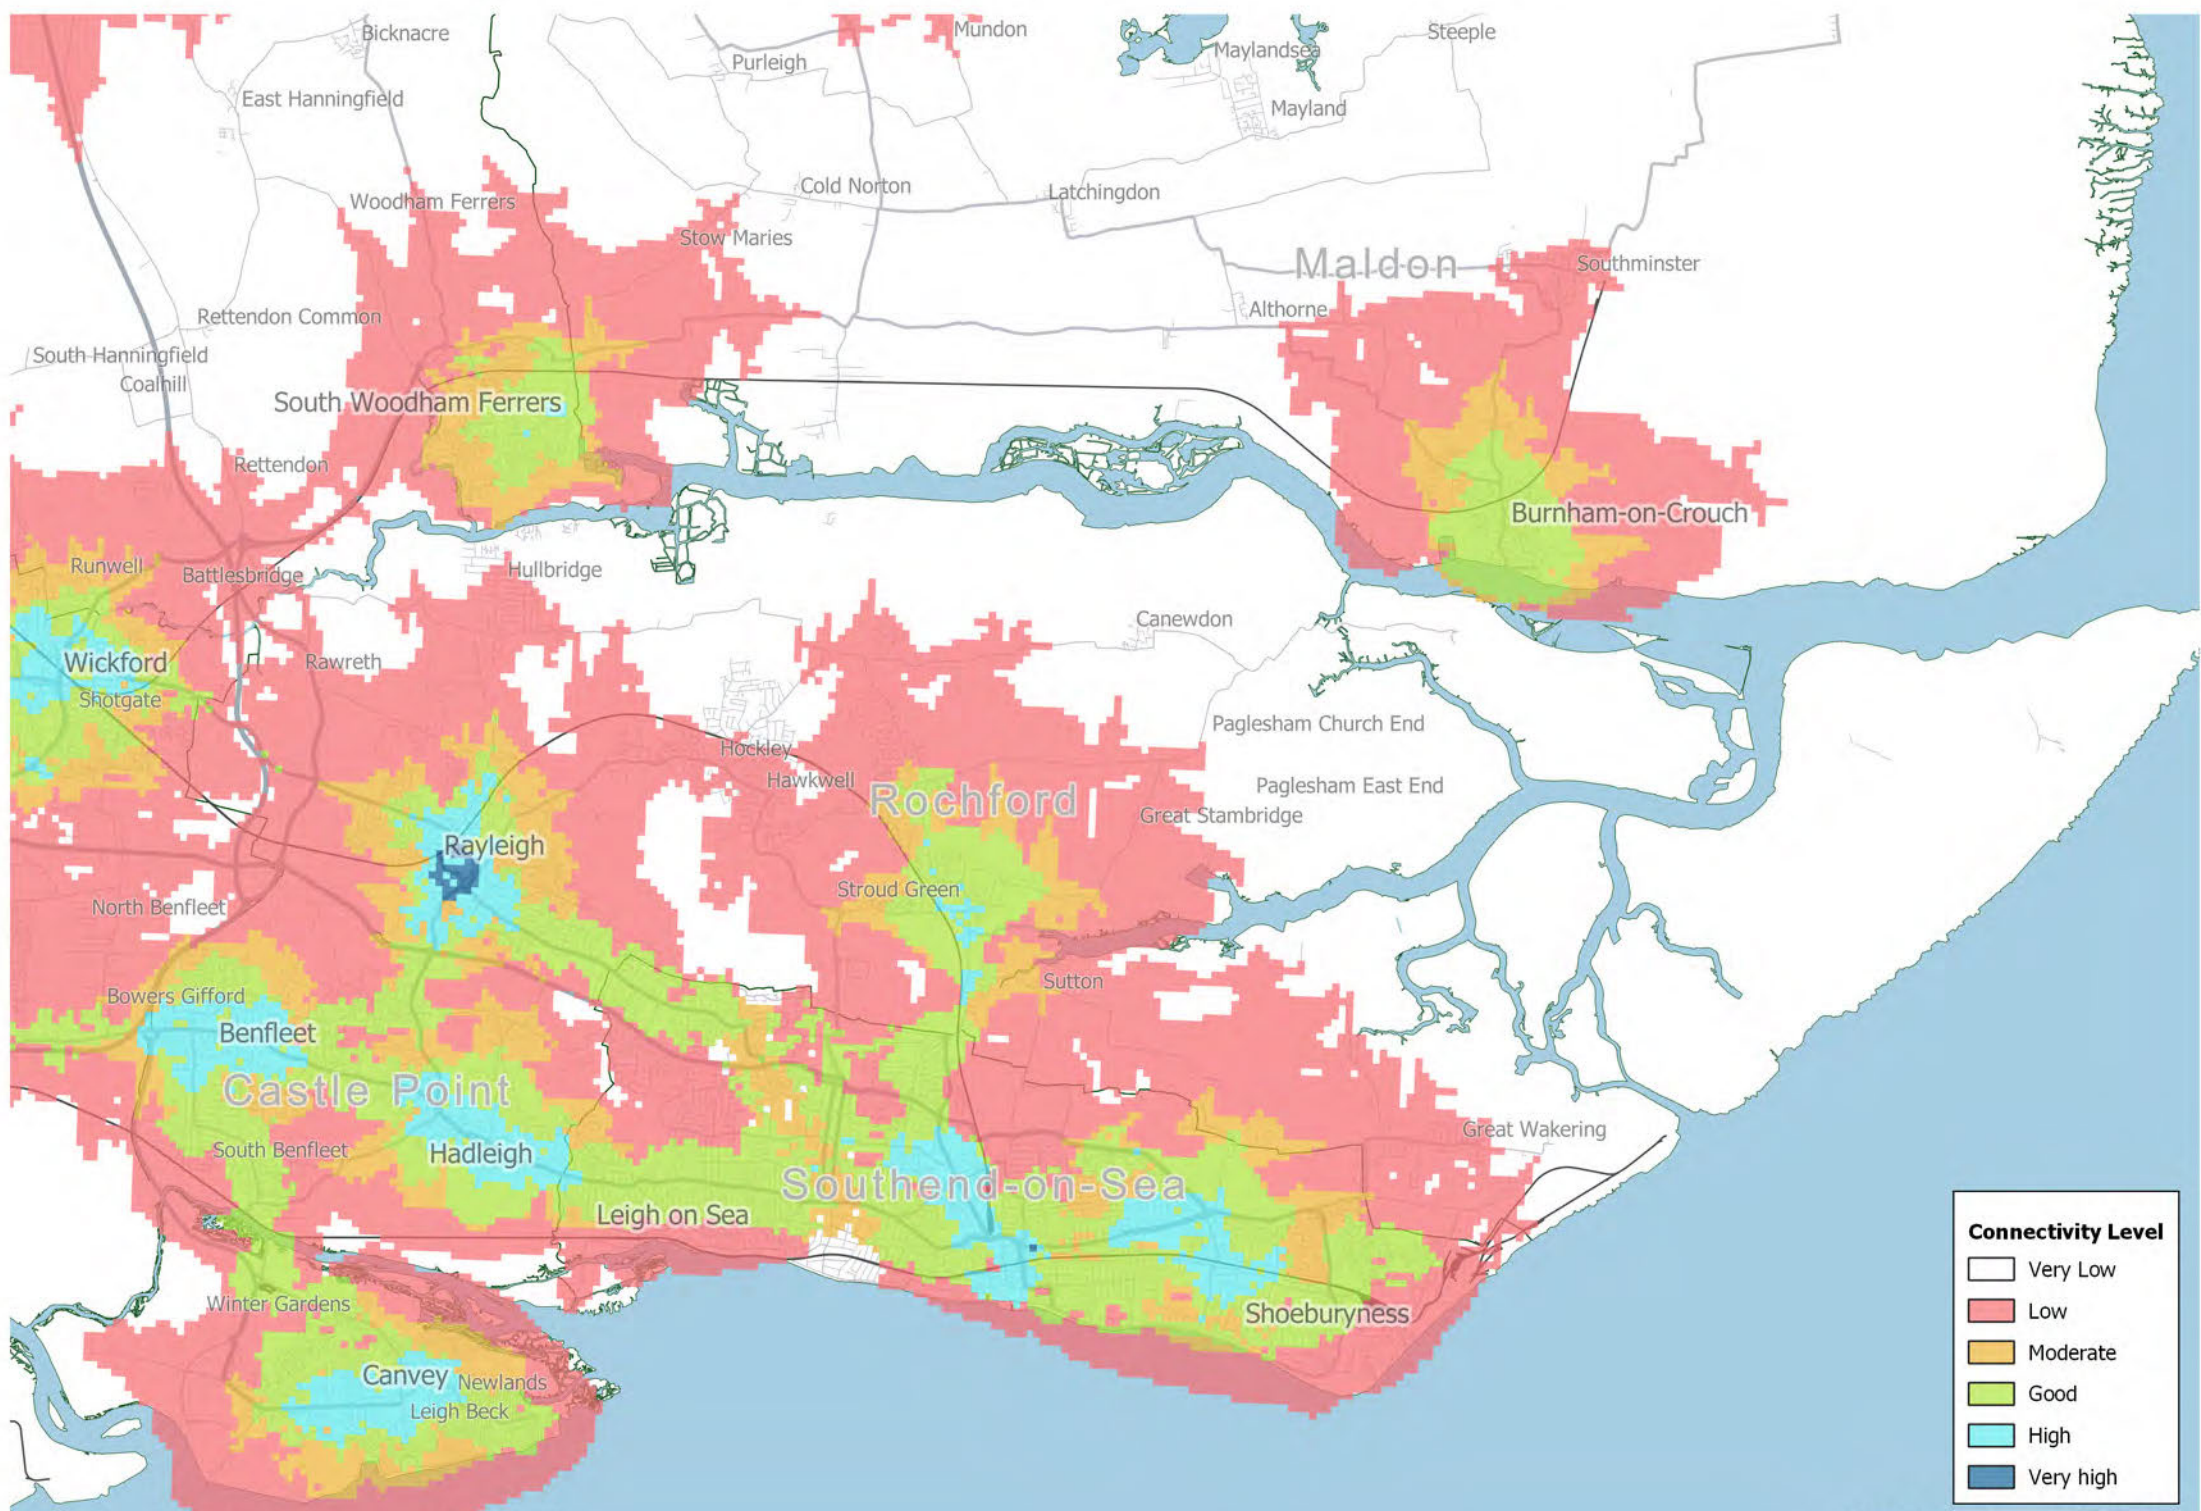 Bicknacre
Mundon
Steeple
Maylandsea
Purleigh
East Hanningfield
Mayland
Cold Norton
Latchingdon
Woodham Ferrers
Stow Maries
Maldon
Southminster
Althorne
Rettendon Common
South Hanningfield
Coalhill
South Woodham Ferrers
Rettendon
Burnham-on-Crouch
Runwell
Battlesbridge
Hullbridge
Canewdon
Wickford
Rawreth
Shotgate
Paglesham Church End
Hockley
Hawkwell
Paglesham East End
Rochford
Great Stambridge
Rayleigh
Stroud Green
North Benfleet
Sutton
Bowers Gifford
Benfleet
Castle Point
Great Wakering
South Benfleet
Hadleigh
Southend-on-Sea
Leigh on Sea
Winter Gardens
Shoeburyness
Canvey
Newlands
Leigh Beck
Connectivity Level
Very Low
Low
Moderate
Good
High
Very high